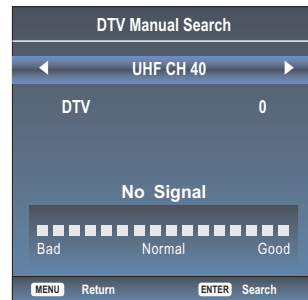 DTV Manual Search
UHF CH 40
DTV 0
No Signal
Bad Normal Good
MENU Return ENTER Search